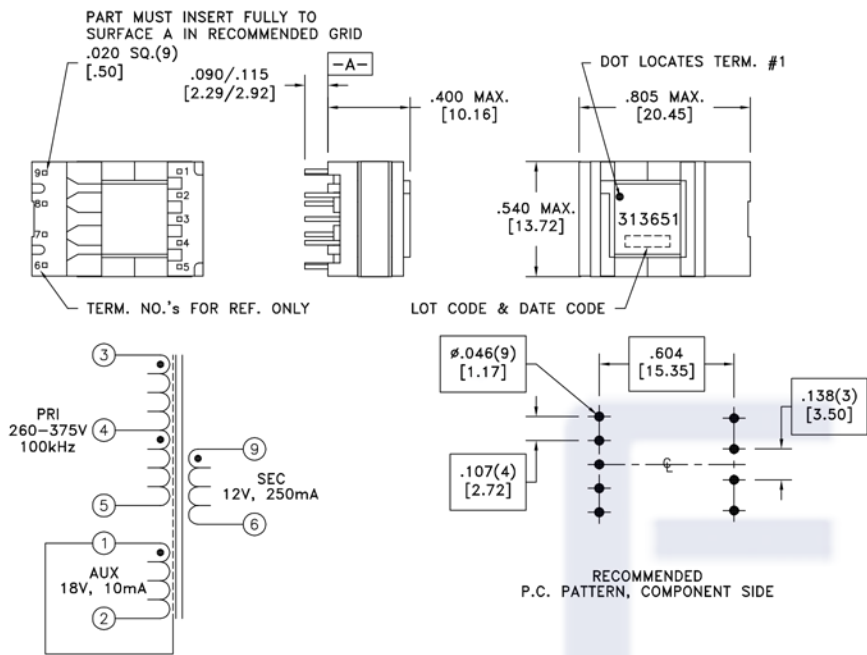 PART MUST INSERT FULLY TO
SURFACE A IN RECOMMENDED GRID
.020 SQ.(9)
[.50]
.090/.115
[2.29/2.92]
-A-
.400 MAX.
[10.16]
DOT LOCATES TERM. #1
.805 MAX.
[20.45]
9
8
7
6
1
2
3
4
5
.540 MAX.
[13.72]
313651
TERM. NO.'s FOR REF. ONLY
LOT CODE & DATE CODE
3
PRI
260-375V
100kHz
4
5
1
AUX
18V, 10mA
2
9
SEC
12V, 250mA
6
ø.046(9)
[1.17]
.604
[15.35]
.138(3)
[3.50]
.107(4)
[2.72]
℄
RECOMMENDED
P.C. PATTERN, COMPONENT SIDE